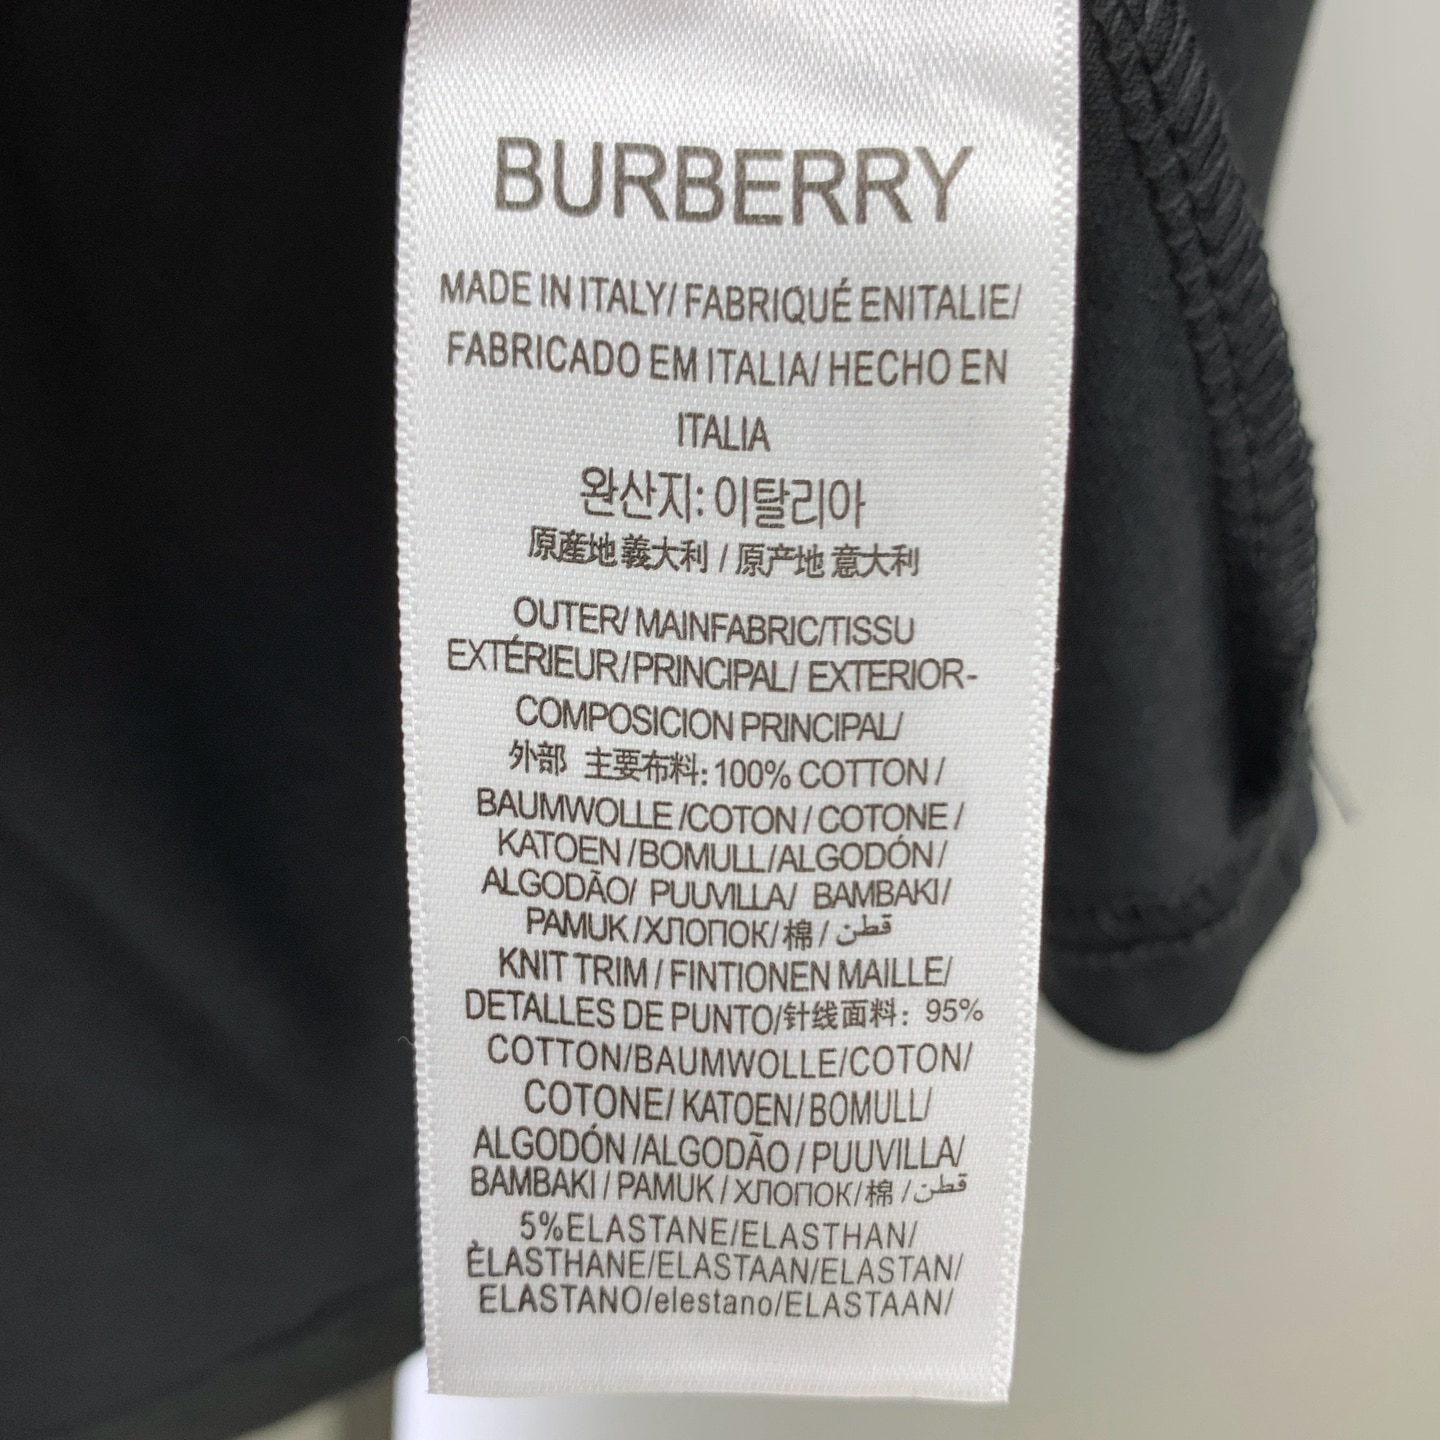 BURBERRY
MADE IN ITALY/ FABRIQUÉ ENITALIE/
FABRICADO EM ITALIA/ HECHO EN
ITALIA
완산지: 이탈리아
原産地 義大利 / 原产地 意大利
OUTER/ MAINFABRIC/TISSU
EXTÉRIEUR/PRINCIPAL/ EXTERIOR-
COMPOSICION PRINCIPAL/
外部 主要布料: 100% COTTON /
BAUMWOLLE /COTON / COTONE /
KATOEN /BOMULL/ALGODÓN/
ALGODÃO/ PUUVILLA/ BAMBAKI/
PAMUK /ХЛОПОК/ 棉 / قطن
KNIT TRIM / FINTIONEN MAILLE/
DETALLES DE PUNTO/针线面料: 95%
COTTON/BAUMWOLLE/COTON/
COTONE/ KATOEN/BOMULL/
ALGODÓN /ALGODÃO / PUUVILLA/
BAMBAKI / PAMUK / ХЛОПОК/ 棉 / قطن
5%ELASTANE/ELASTHAN/
ÈLASTHANE/ELASTAAN/ELASTAN/
ELASTANO/elestano/ELASTAAN/